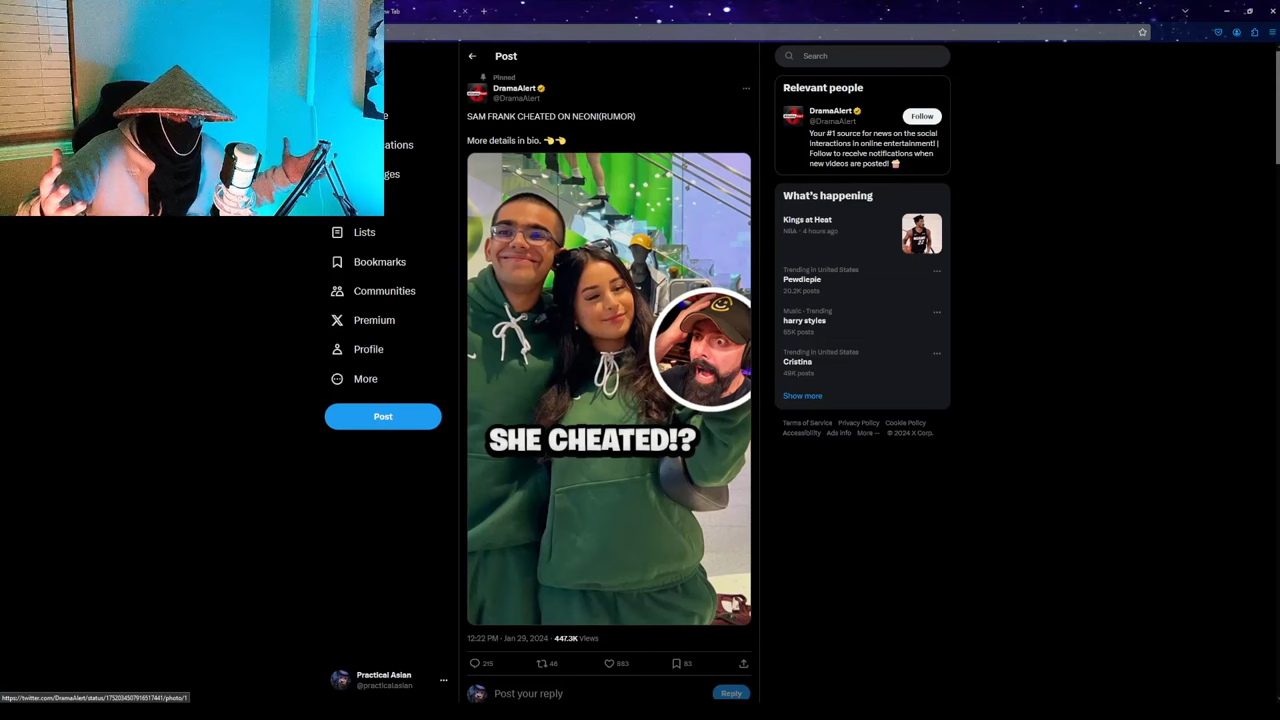 Post
Pinned
DramaAlert
@DramaAlert
SAM FRANK CHEATED ON NEON!(RUMOR)
More details in bio. 👈👈
SHE CHEATED!?
12:22 PM · Jan 29, 2024 · 447.3K Views
215
46
883
83
Post your reply
Reply
Lists
Bookmarks
Communities
Premium
Profile
More
Post
Practical Asian
@practicalasian
https://twitter.com/DramaAlert/status/1752034507916517441/photo/1
Search
Relevant people
DramaAlert
@DramaAlert
Follow
Your #1 source for news on the social
interactions in online entertainment! |
Follow to receive notifications when
new videos are posted! 🍿
What's happening
Kings at Heat
NBA · 4 hours ago
Trending in United States
Pewdiepie
20.2K posts
Music · Trending
harry styles
65K posts
Trending in United States
Cristina
49K posts
Show more
Terms of Service Privacy Policy Cookie Policy
Accessibility Ads info More ··· © 2024 X Corp.